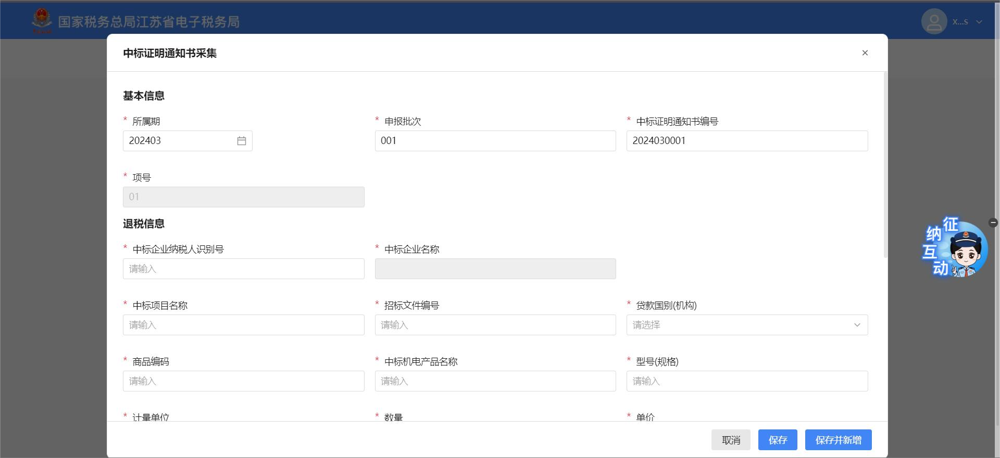 国家税务总局江苏省电子税务局
X...S
中标证明通知书采集
基本信息
* 所属期
* 申报批次
* 中标证明通知书编号
202403
001
2024030001
* 项号
01
退税信息
* 中标企业纳税人识别号
* 中标企业名称
请输入
* 中标项目名称
* 招标文件编号
* 贷款国别(机构)
请输入
请输入
请选择
* 商品编码
* 中标机电产品名称
* 型号(规格)
请输入
请输入
请输入
* 计量单位
* 数量
* 单价
取消
保存
保存并新增
征
纳
互
动